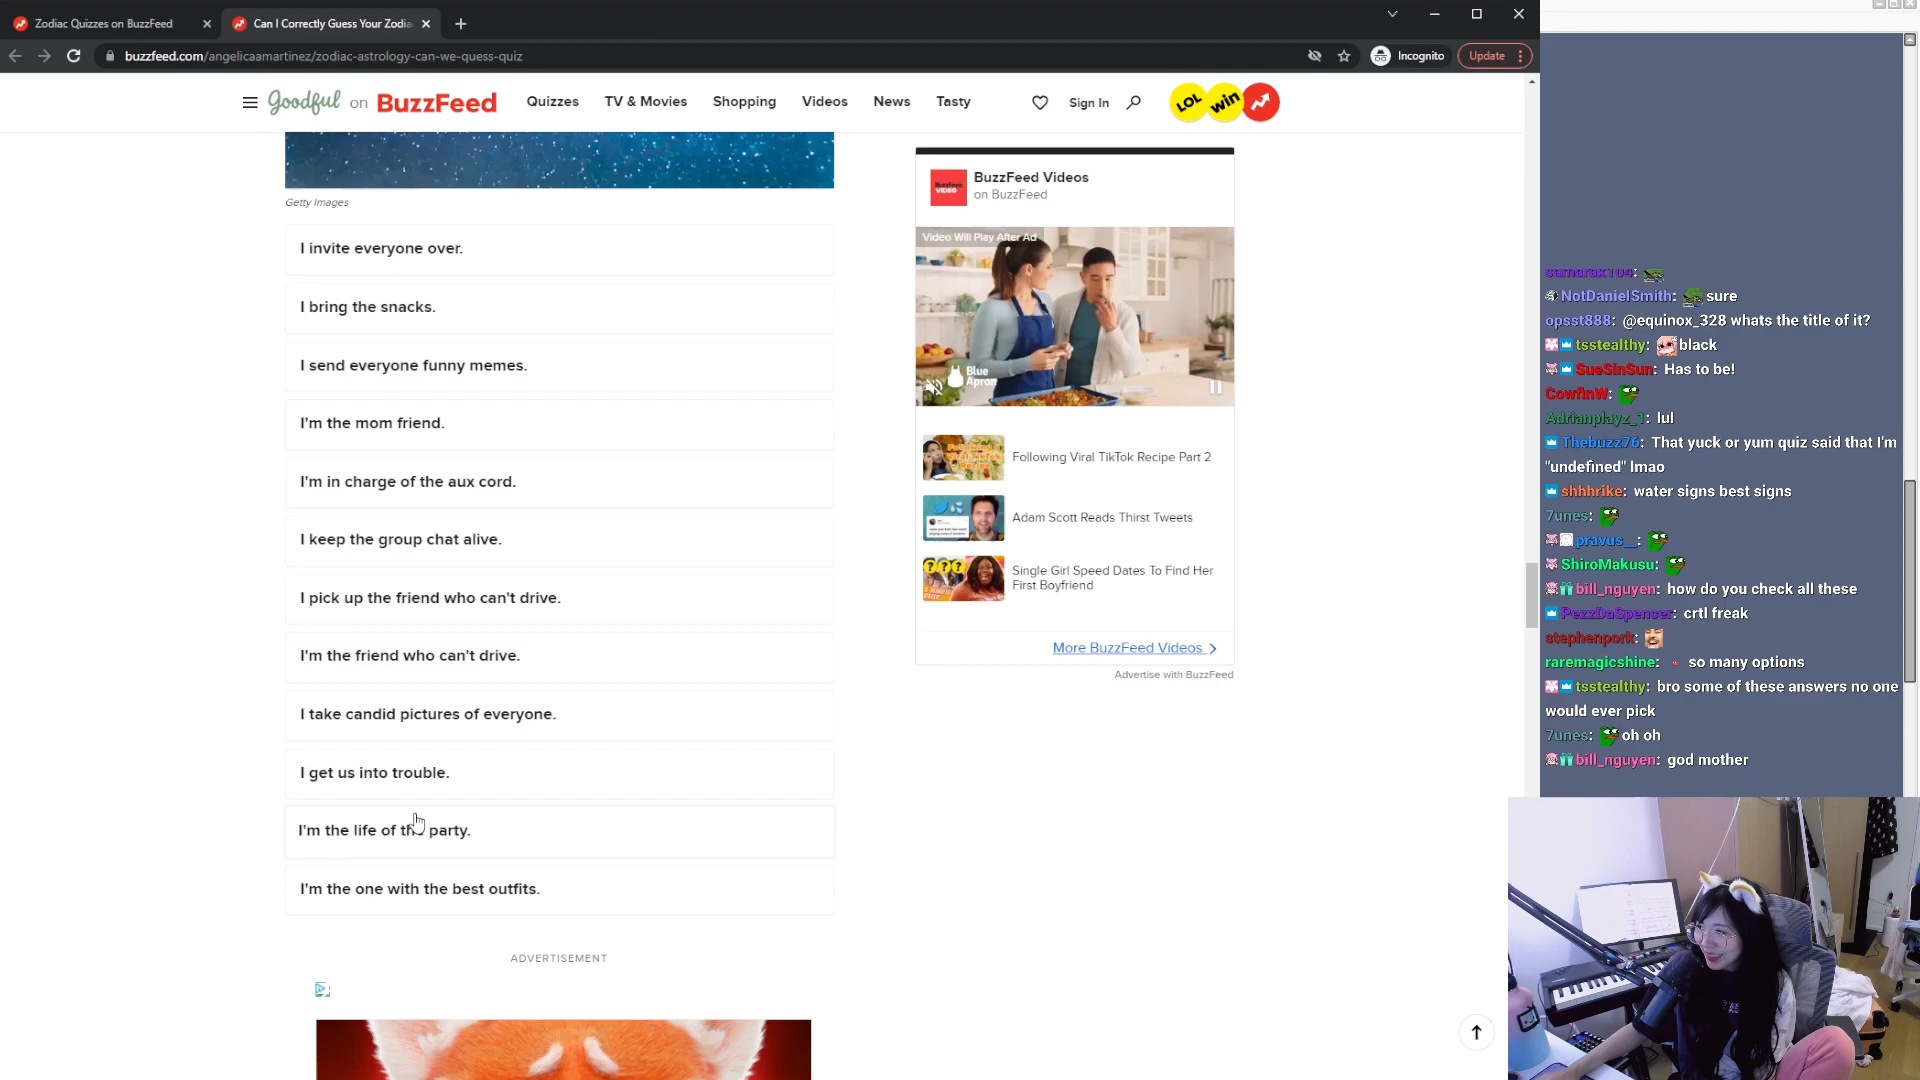 Zodiac Quizzes on BuzzFeed
Can I Correctly Guess Your Zodia
buzzfeed.com/angelicaamartinez/zodiac-astrology-can-we-quess-quiz
Incognito
Update
Goodful on BuzzFeed
Quizzes
TV & Movies
Shopping
Videos
News
Tasty
Sign In
LOL
win
Getty Images
I invite everyone over.
I bring the snacks.
I send everyone funny memes.
I'm the mom friend.
I'm in charge of the aux cord.
I keep the group chat alive.
I pick up the friend who can't drive.
I'm the friend who can't drive.
I take candid pictures of everyone.
I get us into trouble.
I'm the life of the party.
I'm the one with the best outfits.
ADVERTISEMENT
BuzzFeed Videos
on BuzzFeed
Video Will Play After Ad
Blue
Apron
Following Viral TikTok Recipe Part 2
Adam Scott Reads Thirst Tweets
Single Girl Speed Dates To Find Her
First Boyfriend
More BuzzFeed Videos
Advertise with BuzzFeed
samarak104:
NotDanielSmith: sure
opsst888: @equinox_328 whats the title of it?
tsstealthy: black
SueSinSun: Has to be!
CowfinW:
Adrianplayz_1: lul
Thebuzz76: That yuck or yum quiz said that I'm
"undefined" lmao
shhhrike: water signs best signs
7unes:
pravus__:
ShiroMakusu:
bill_nguyen: how do you check all these
PezzDaSpencer: crtl freak
stephenpork:
raremagicshine: so many options
tsstealthy: bro some of these answers no one
would ever pick
7unes: oh oh
bill_nguyen: god mother